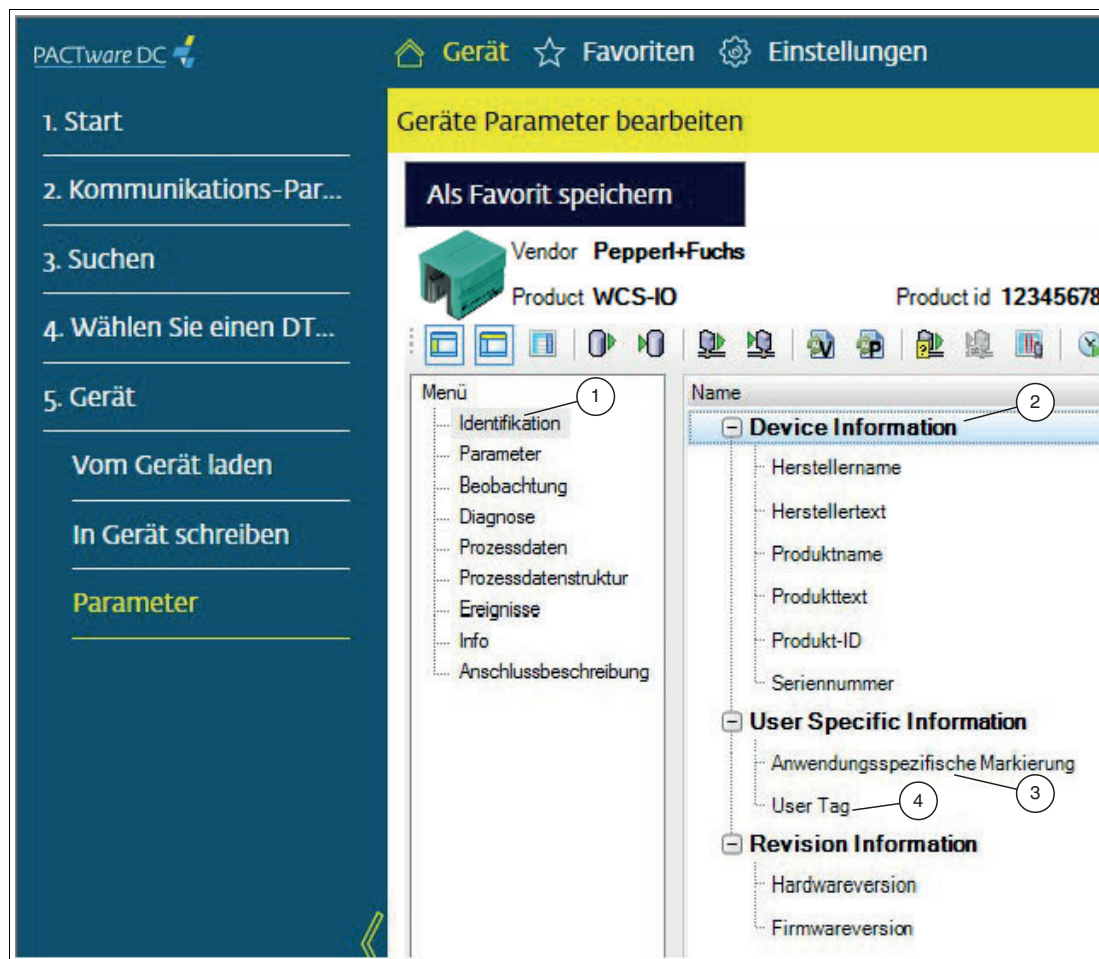 PACTware DC
Gerät Favoriten Einstellungen
1. Start
2. Kommunikations-Par...
3. Suchen
4. Wählen Sie einen DT...
5. Gerät
Vom Gerät laden
In Gerät schreiben
Parameter
Geräte Parameter bearbeiten
Als Favorit speichern
Vendor Pepperl+Fuchs
Product WCS-IO
Product id 12345678
V P ?
Menü
Identifikation
1
Parameter
Beobachtung
Diagnose
Prozessdaten
Prozessdatenstruktur
Ereignisse
Info
Anschlussbeschreibung
Name
2
Device Information
Herstellername
Herstellertext
Produktname
Produkttext
Produkt-ID
Seriennummer
User Specific Information
Anwendungsspezifische Markierung
3
User Tag
4
Revision Information
Hardwareversion
Firmwareversion